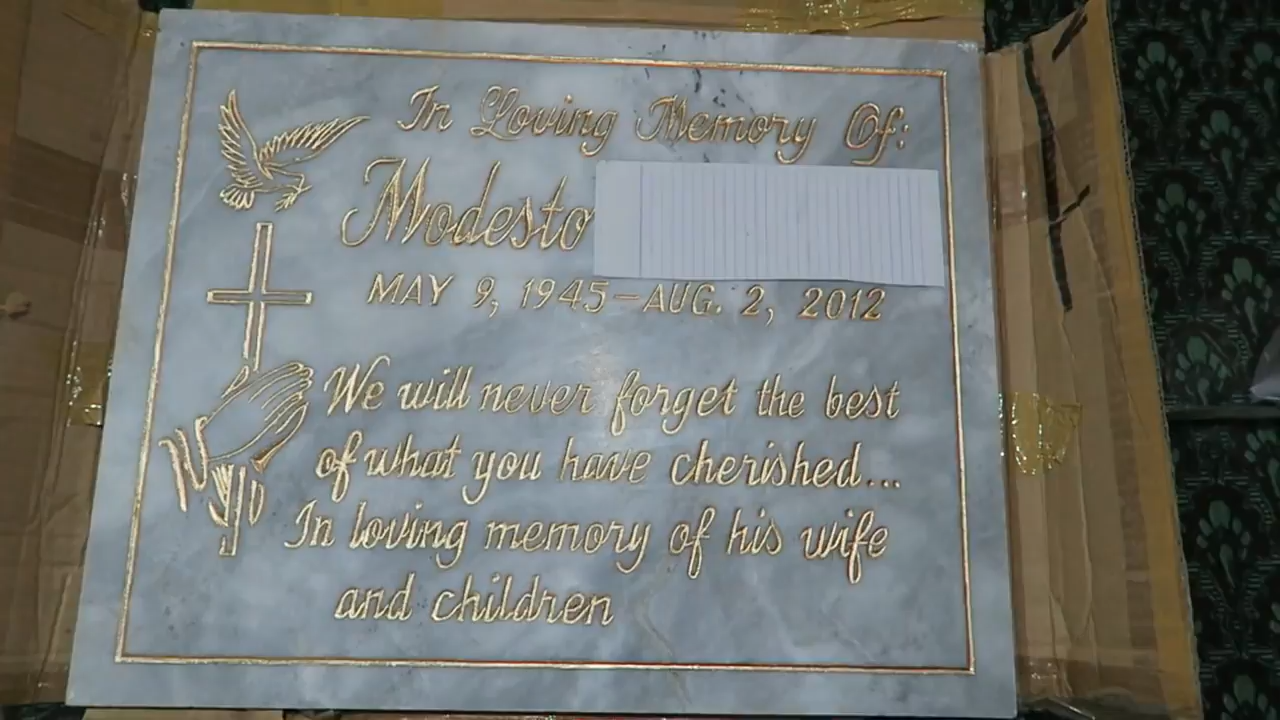 In Loving Memory Of:
Modesto
MAY 9, 1945-AUG. 2, 2012
We will never forget the best
of what you have cherished...
In loving memory of his wife
and children